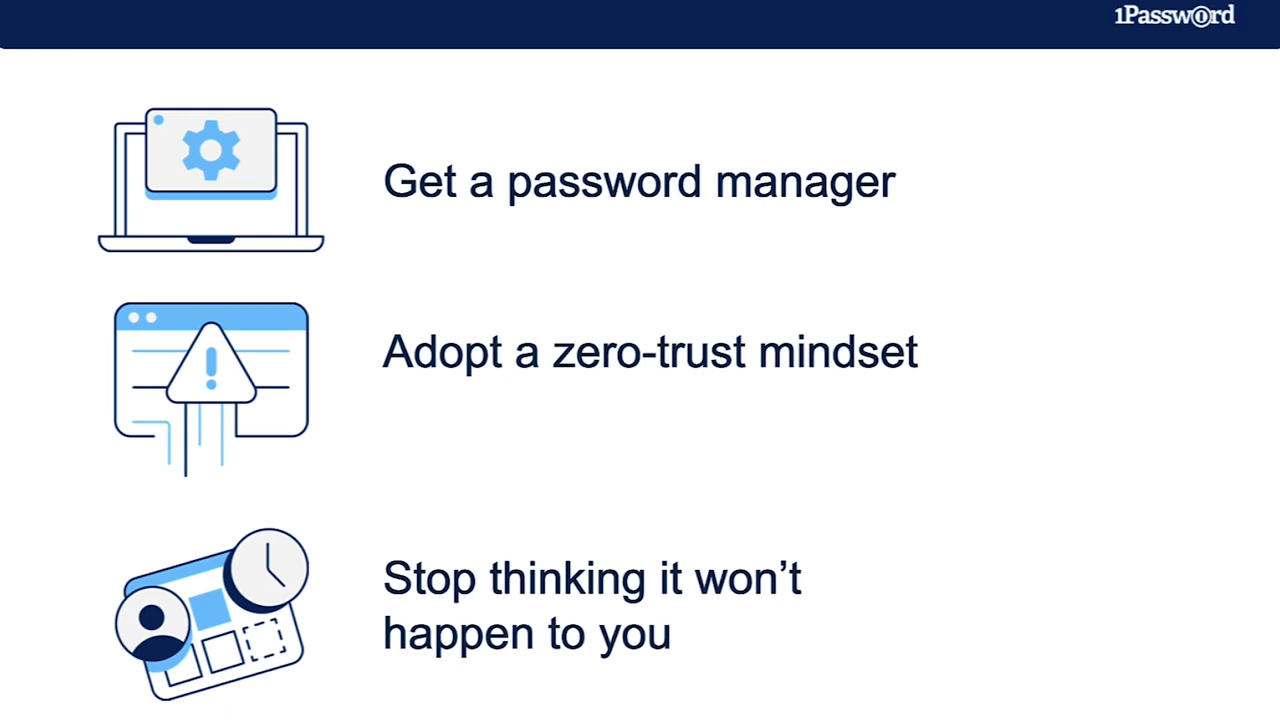 1Password
Get a password manager
Adopt a zero-trust mindset
Stop thinking it won't
happen to you